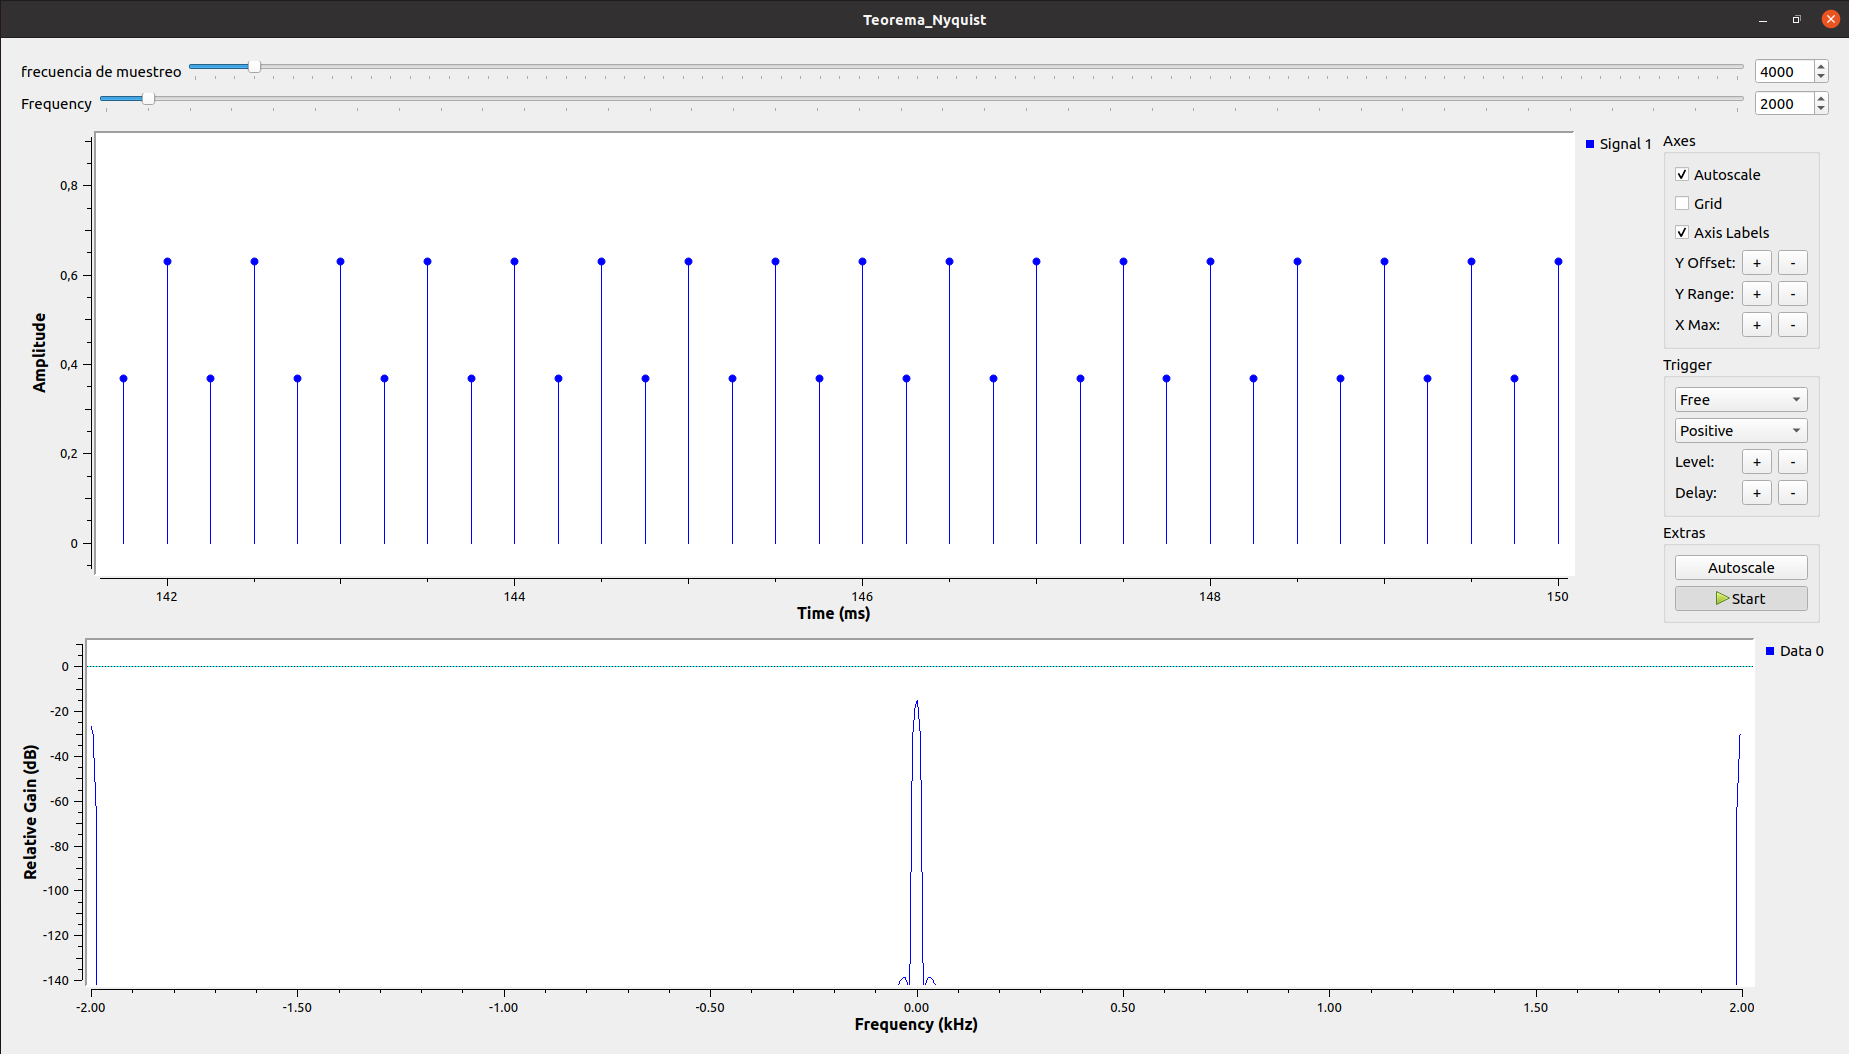 Teorema_Nyquist
frecuencia de muestreo 4000
Frequency 2000
Signal 1
Axes
Autoscale
Grid
Axis Labels
Y Offset: + -
Y Range: + -
X Max: + -
Trigger
Free
Positive
Level: + -
Delay: + -
Extras
Autoscale
Start
Amplitude
0,8
0,6
0,4
0,2
0
142 144 146 148 150
Time (ms)
Data 0
Relative Gain (dB)
0
-20
-40
-60
-80
-100
-120
-140
-2.00 -1.50 -1.00 -0.50 0.00 0.50 1.00 1.50 2.00
Frequency (kHz)